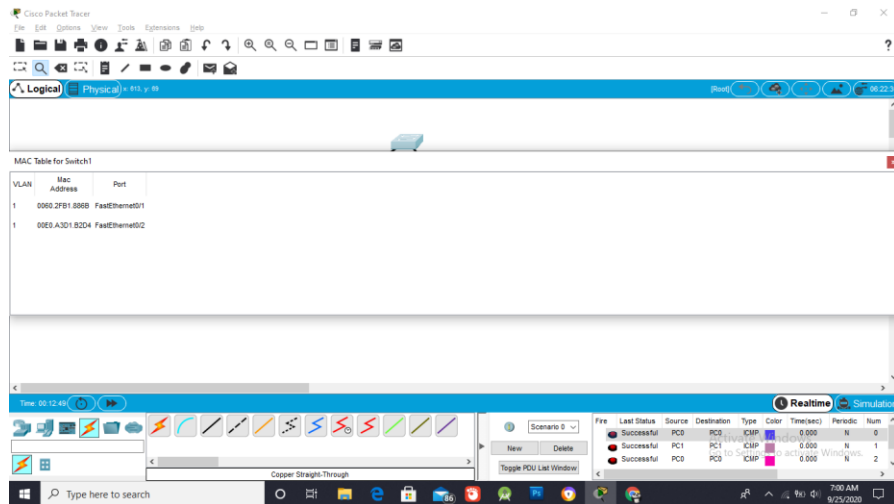 Cisco Packet Tracer
File Edit Options View Tools Extensions Help
?
Logical Physical x: 613, y: 69 [Root] 06:22:3
MAC Table for Switch1
VLAN Mac Address Port
1 0060.2FB1.886B FastEthernet0/1
1 00E0.A3D1.B2D4 FastEthernet0/2
Time: 00:12:49 Realtime Simulation
Scenario 0
New Delete
Toggle PDU List Window
Copper Straight-Through
Fire Last Status Source Destination Type Color Time(sec) Periodic Num
Successful PC0 PC0 ICMP 0.000 N 0
Successful PC1 PC1 ICMP 0.000 N 1
Successful PC0 PC0 ICMP 0.000 N 2
Activate Windows
Go to Settings to activate Windows.
Type here to search
86
Ps
7:00 AM
9/25/2020